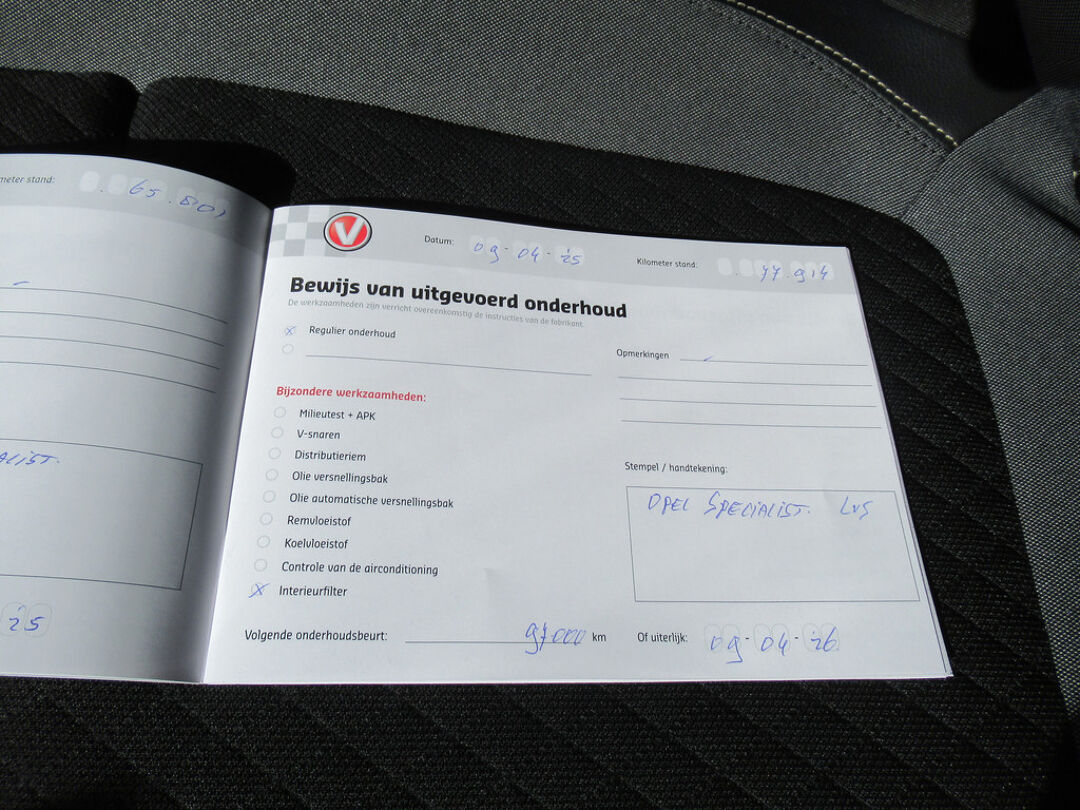 meter stand: 65.801
ALIST.
25
V
Datum: 09-04-25
Kilometer stand: 77.914
Bewijs van uitgevoerd onderhoud
De werkzaamheden zijn verricht overeenkomstig de instructies van de fabrikant.
x Regulier onderhoud
Opmerkingen
Bijzondere werkzaamheden:
Milieutest + APK
V-snaren
Distributieriem
Olie versnellingsbak
Olie automatische versnellingsbak
Remvloeistof
Koelvloeistof
Controle van de airconditioning
x Interieurfilter
Stempel / handtekening:
OPEL SPECIALIST. LVS
Volgende onderhoudsbeurt: 97000 km
Of uiterlijk: 09-04-26